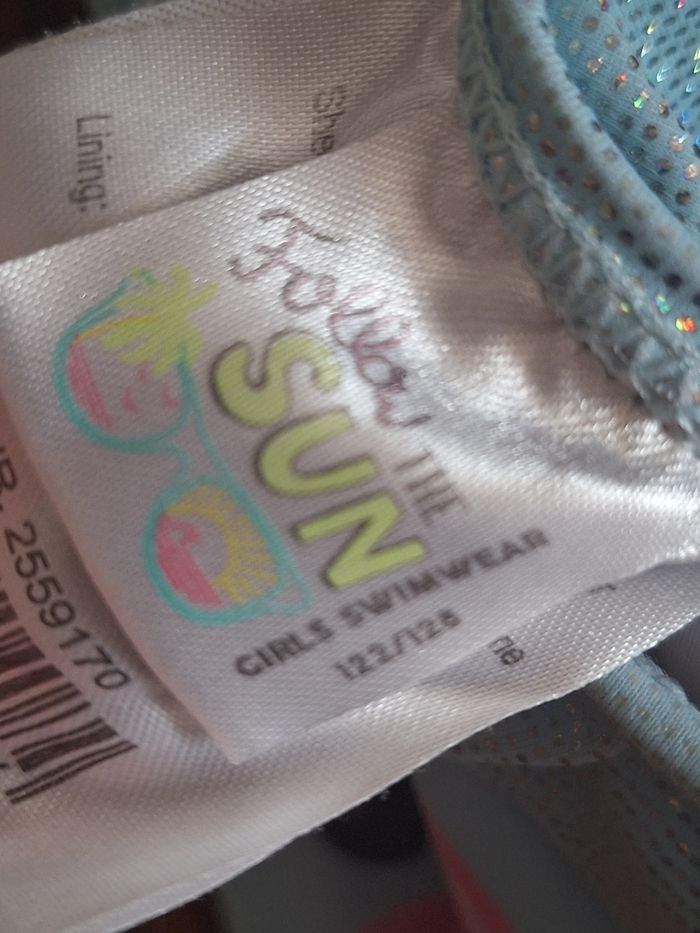 Lining:
Follow
THE
SUN
GIRLS SWIMWEAR
122/128
2559170